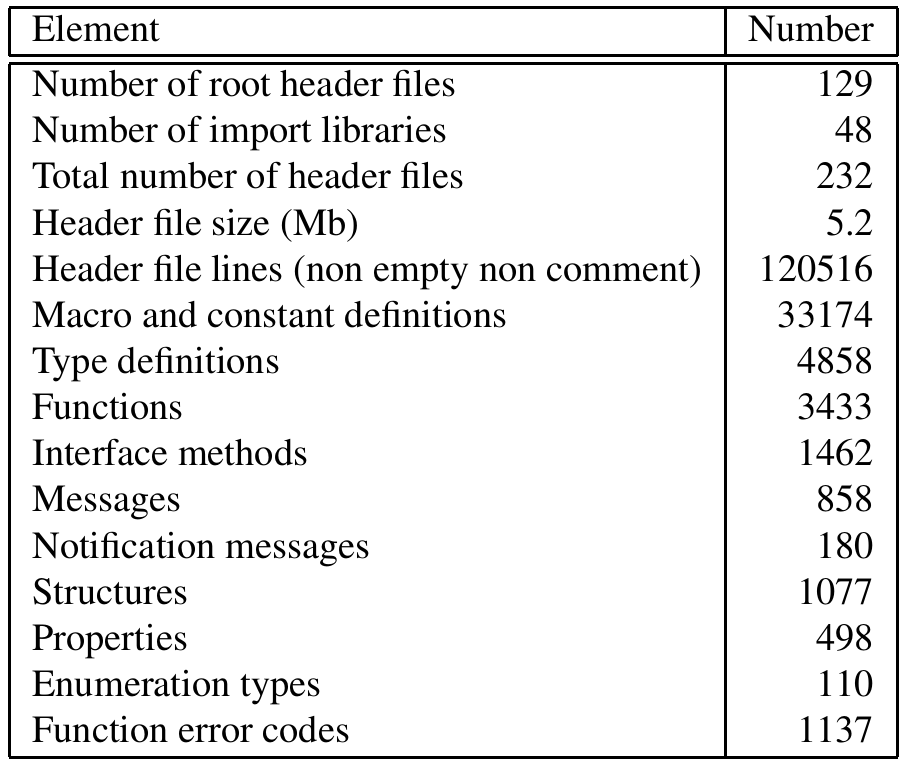 Element Number
Number of root header files 129
Number of import libraries 48
Total number of header files 232
Header file size (Mb) 5.2
Header file lines (non empty non comment) 120516
Macro and constant definitions 33174
Type definitions 4858
Functions 3433
Interface methods 1462
Messages 858
Notification messages 180
Structures 1077
Properties 498
Enumeration types 110
Function error codes 1137